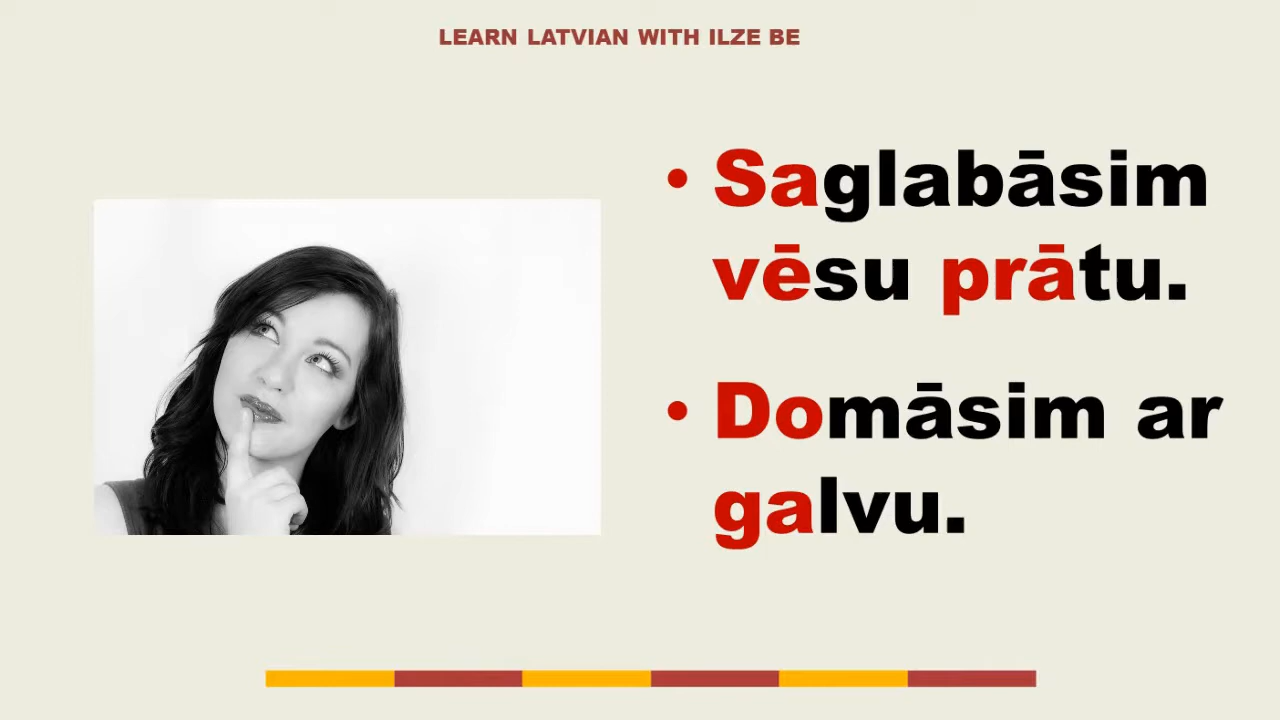 LEARN LATVIAN WITH ILZE BE
• Saglabāsim
vēsu prātu.
• Domāsim ar
galvu.